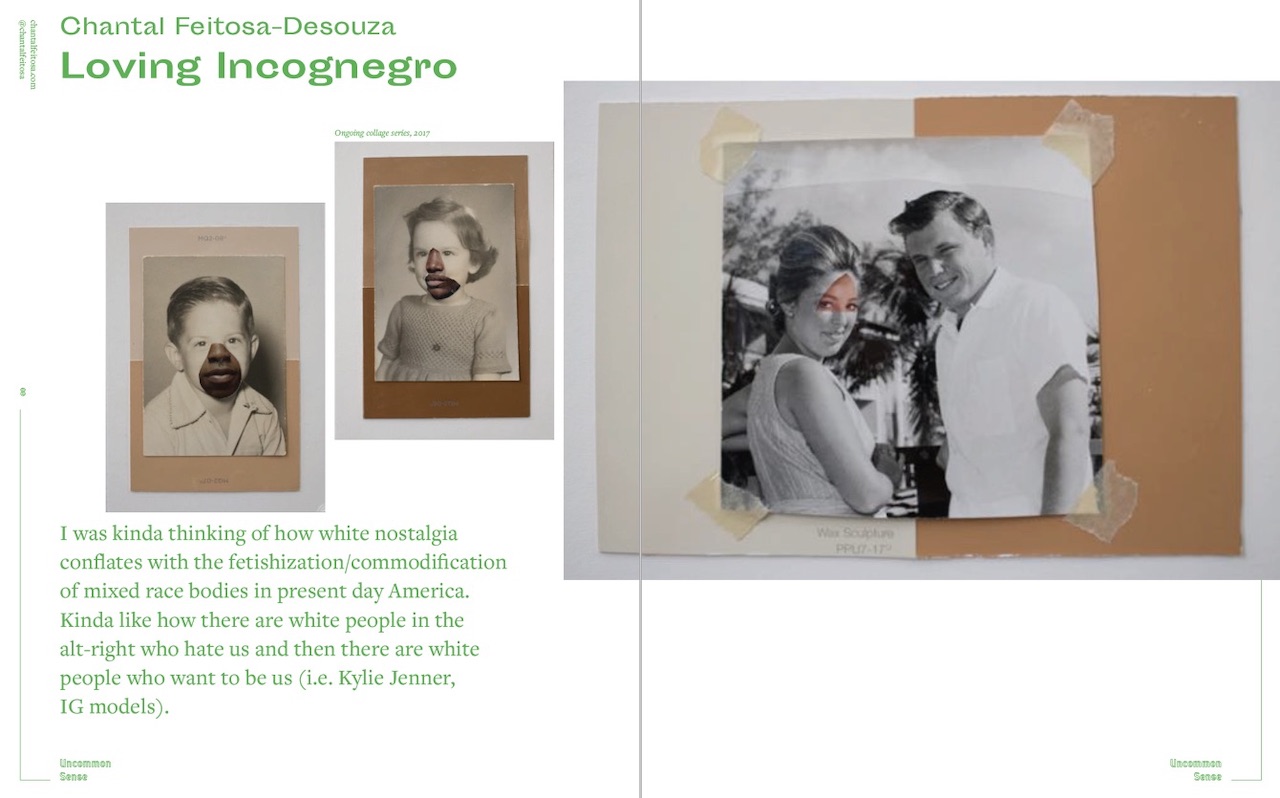 chantalfeitosa.com
@chantalfeitosa
Chantal Feitosa-Desouza
Loving Incognegro
Ongoing collage series, 2017
Wax Sculpture
I was kinda thinking of how white nostalgia
conflates with the fetishization/commodification
of mixed race bodies in present day America.
Kinda like how there are white people in the
alt-right who hate us and then there are white
people who want to be us (i.e. Kylie Jenner,
IG models).
8
Uncommon
Sense
Uncommon
Sense